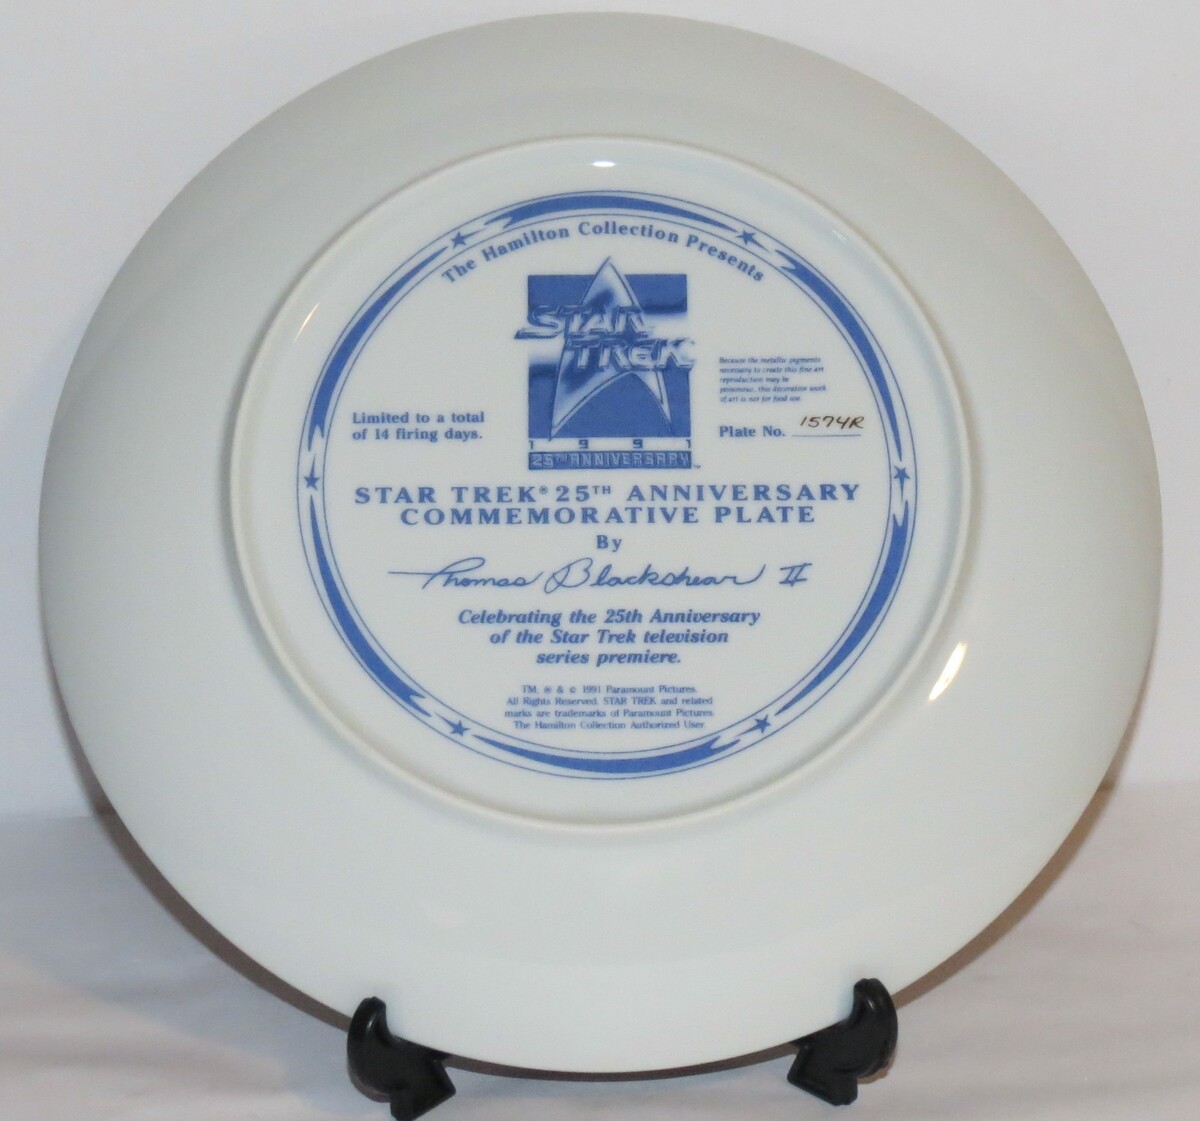 The Hamilton Collection Presents
STAR
TREK
1991
25TH ANNIVERSARY ™
Because the metallic pigments
necessary to create this fine art
reproduction may be
poisonous, this decorative work
of art is not for food use.
Limited to a total
of 14 firing days.
Plate No. 1574R
STAR TREK® 25TH ANNIVERSARY
COMMEMORATIVE PLATE
By
Thomas Blackshear II
Celebrating the 25th Anniversary
of the Star Trek television
series premiere.
TM, ® & © 1991 Paramount Pictures.
All Rights Reserved. STAR TREK and related
marks are trademarks of Paramount Pictures.
The Hamilton Collection Authorized User.